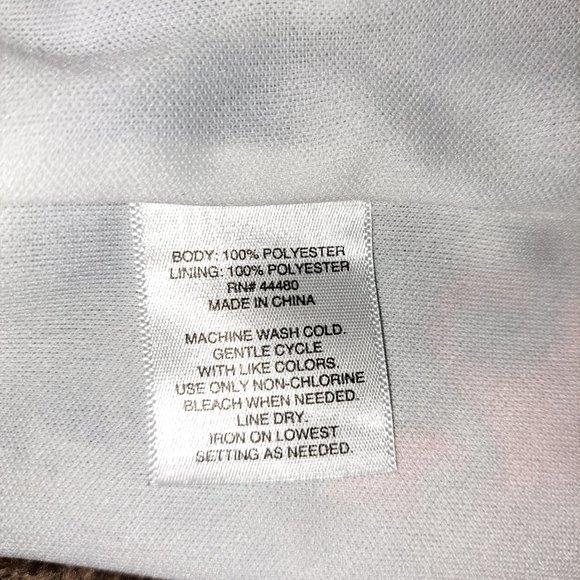 BODY: 100% POLYESTER
LINING: 100% POLYESTER
RN# 44480
MADE IN CHINA
MACHINE WASH COLD.
GENTLE CYCLE
WITH LIKE COLORS.
USE ONLY NON-CHLORINE
BLEACH WHEN NEEDED.
LINE DRY.
IRON ON LOWEST
SETTING AS NEEDED.